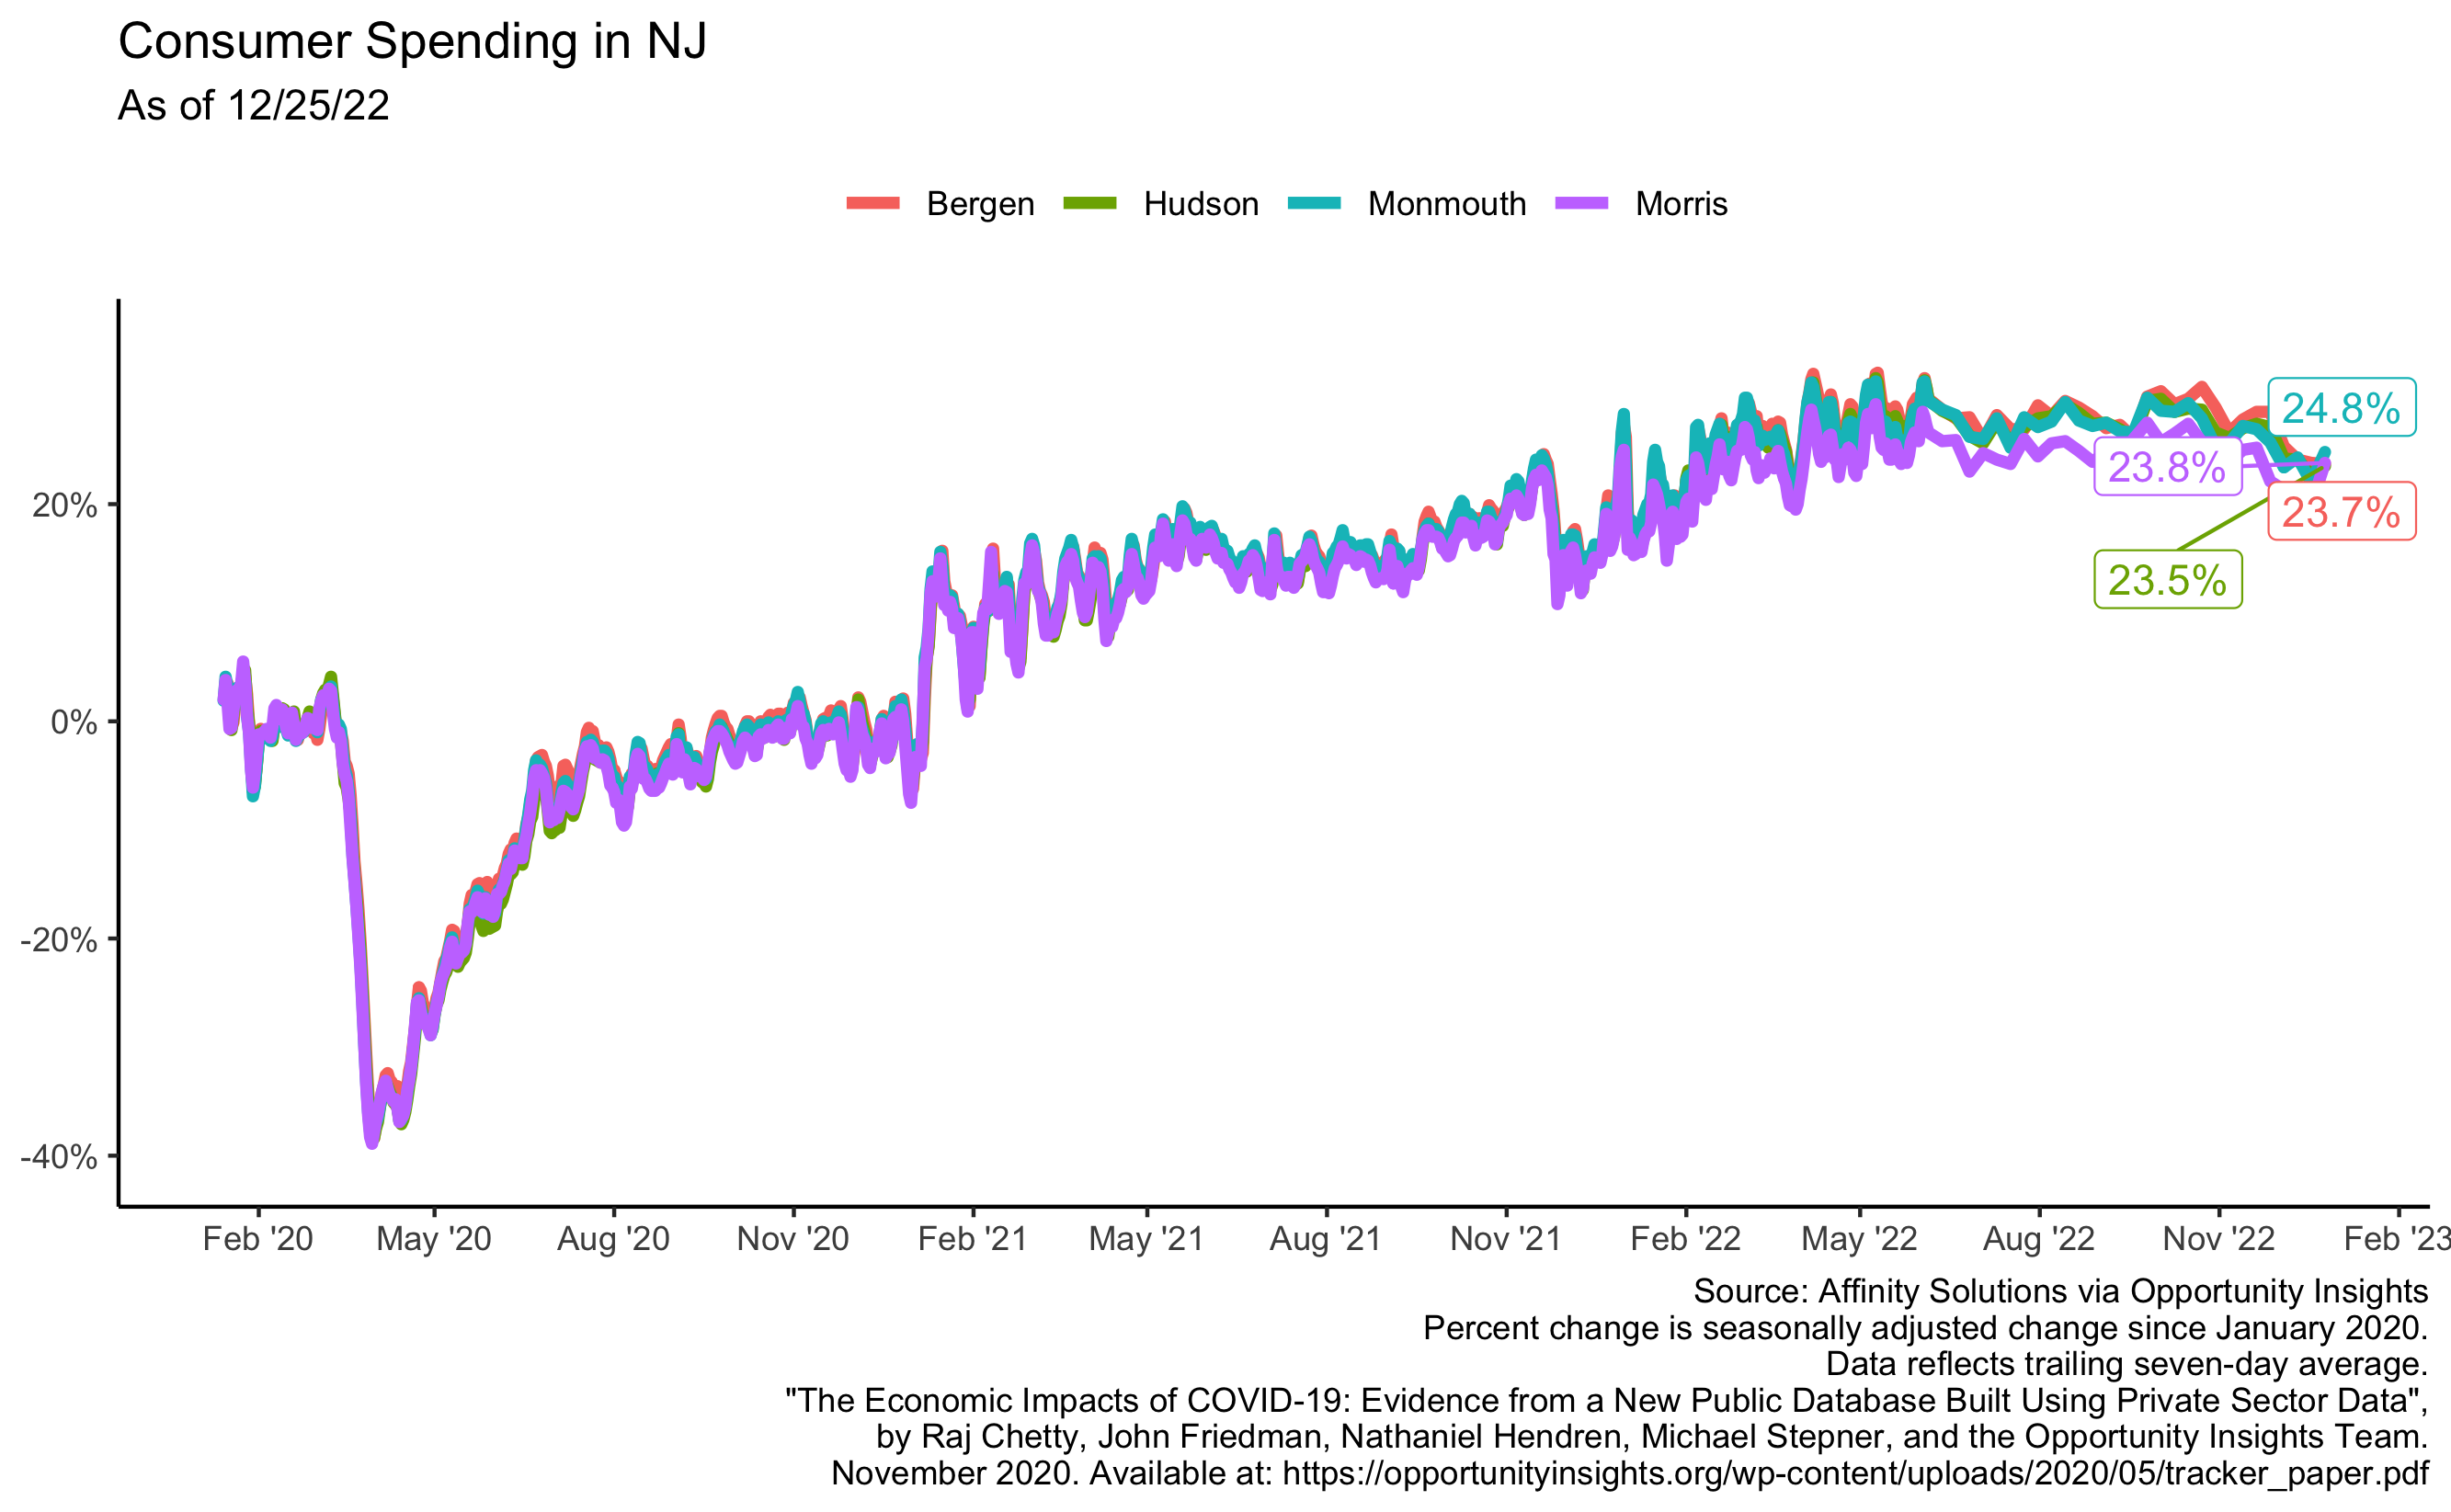 Consumer Spending in NJ
As of 12/25/22
Bergen Hudson Monmouth Morris
24.8%
23.8%
23.7%
23.5%
20%
0%
-20%
-40%
Feb '20 May '20 Aug '20 Nov '20 Feb '21 May '21 Aug '21 Nov '21 Feb '22 May '22 Aug '22 Nov '22 Feb '23
Source: Affinity Solutions via Opportunity Insights
Percent change is seasonally adjusted change since January 2020.
Data reflects trailing seven-day average.
"The Economic Impacts of COVID-19: Evidence from a New Public Database Built Using Private Sector Data",
by Raj Chetty, John Friedman, Nathaniel Hendren, Michael Stepner, and the Opportunity Insights Team.
November 2020. Available at: https://opportunityinsights.org/wp-content/uploads/2020/05/tracker_paper.pdf